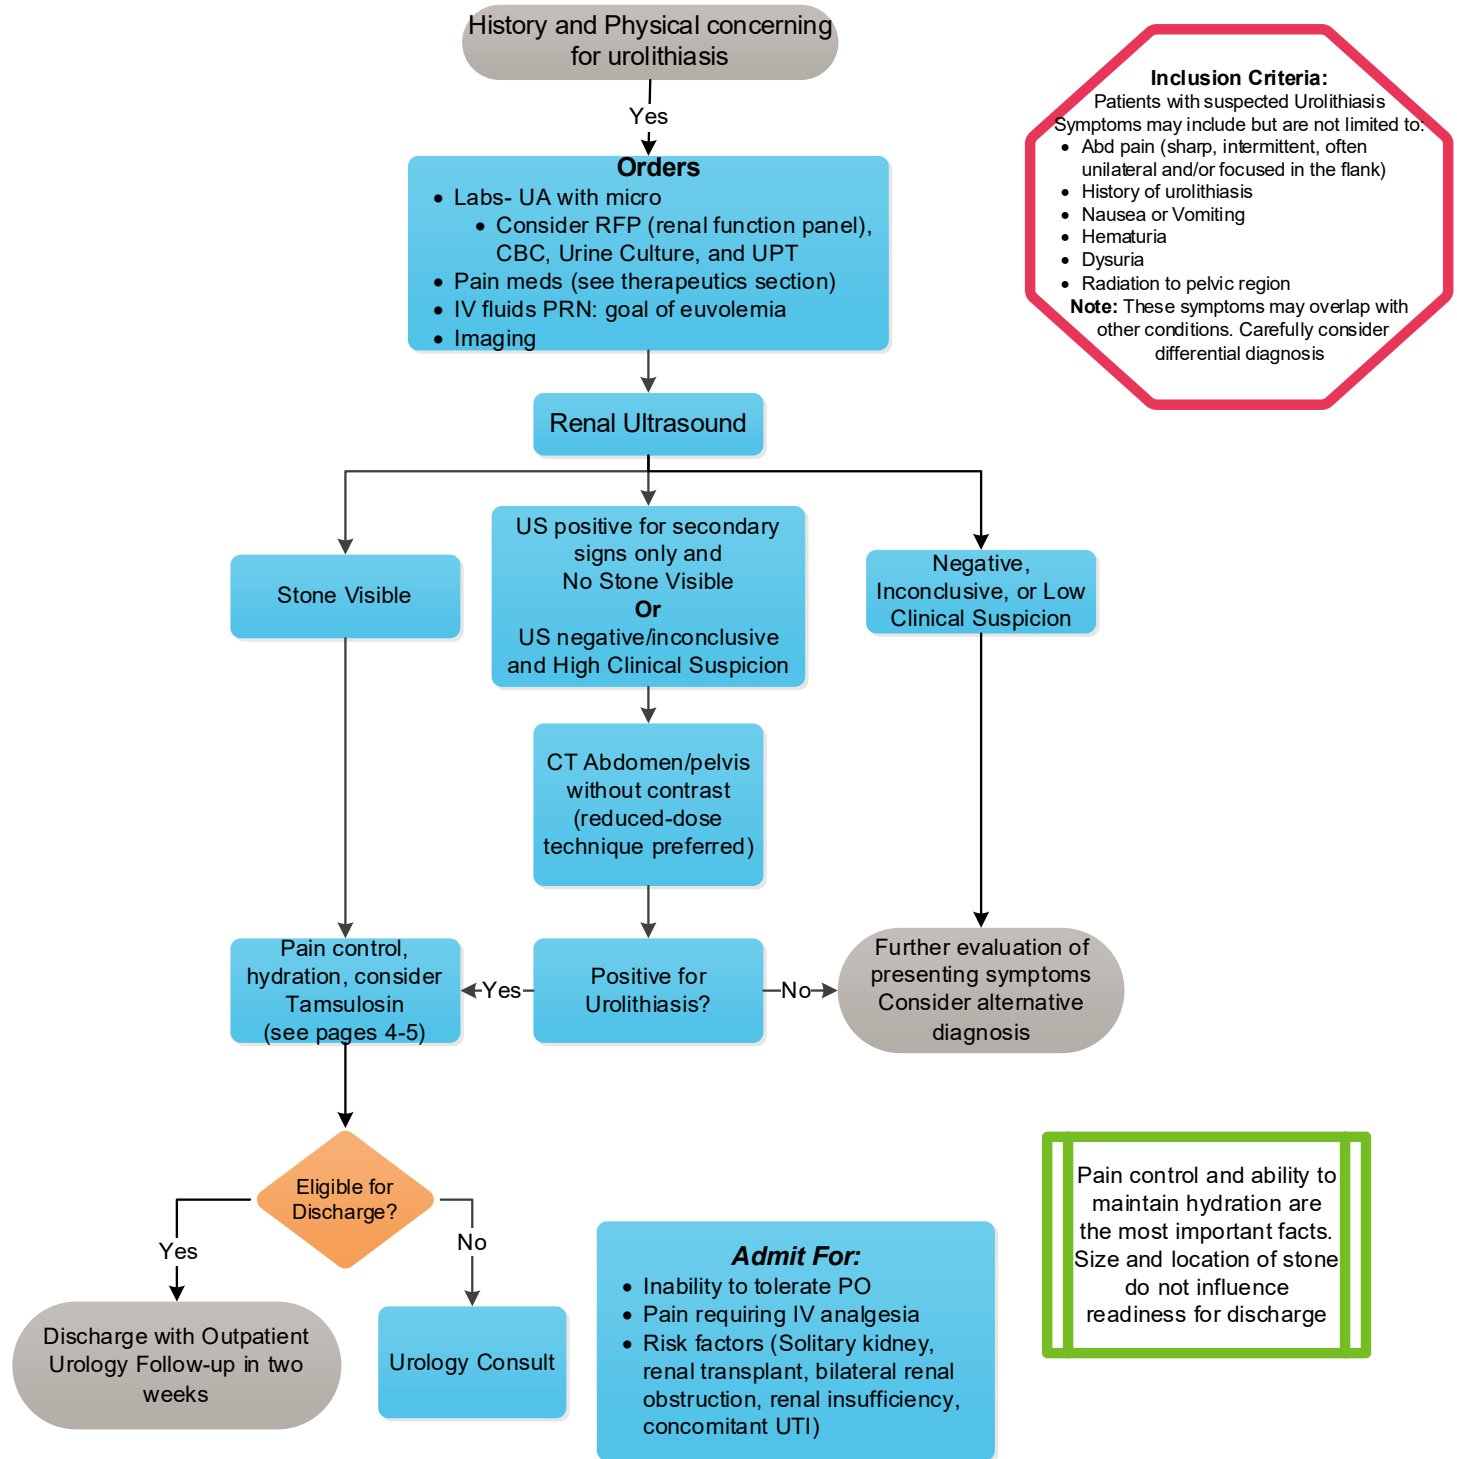 History and Physical concerning
for urolithiasis
Yes
Orders
• Labs- UA with micro
• Consider RFP (renal function panel),
CBC, Urine Culture, and UPT
• Pain meds (see therapeutics section)
• IV fluids PRN: goal of euvolemia
• Imaging
Inclusion Criteria:
Patients with suspected Urolithiasis
Symptoms may include but are not limited to:
• Abd pain (sharp, intermittent, often
unilateral and/or focused in the flank)
• History of urolithiasis
• Nausea or Vomiting
• Hematuria
• Dysuria
• Radiation to pelvic region
Note: These symptoms may overlap with
other conditions. Carefully consider
differential diagnosis
Renal Ultrasound
Stone Visible
US positive for secondary
signs only and
No Stone Visible
Or
US negative/inconclusive
and High Clinical Suspicion
Negative,
Inconclusive, or Low
Clinical Suspicion
CT Abdomen/pelvis
without contrast
(reduced-dose
technique preferred)
Pain control,
hydration, consider
Tamsulosin
(see pages 4-5)
Yes
Positive for
Urolithiasis?
No
Further evaluation of
presenting symptoms
Consider alternative
diagnosis
Eligible for
Discharge?
Yes
No
Discharge with Outpatient
Urology Follow-up in two
weeks
Urology Consult
Admit For:
• Inability to tolerate PO
• Pain requiring IV analgesia
• Risk factors (Solitary kidney,
renal transplant, bilateral renal
obstruction, renal insufficiency,
concomitant UTI)
Pain control and ability to
maintain hydration are
the most important facts.
Size and location of stone
do not influence
readiness for discharge